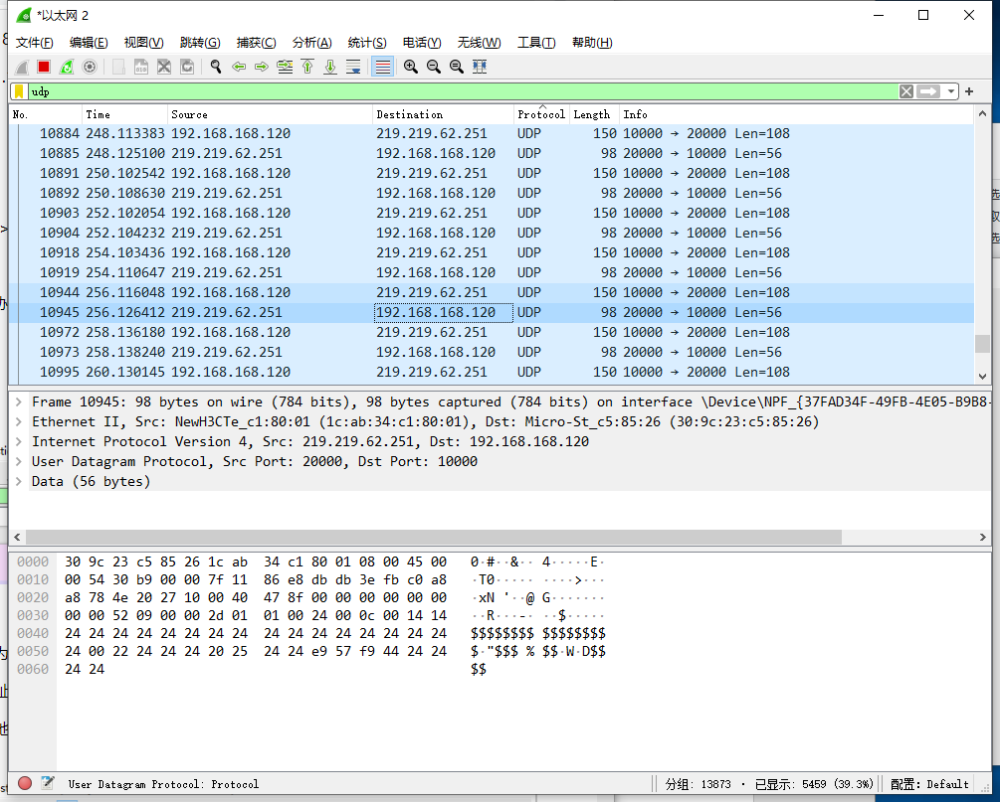 *以太网 2
文件(F) 编辑(E) 视图(V) 跳转(G) 捕获(C) 分析(A) 统计(S) 电话(Y) 无线(W) 工具(T) 帮助(H)
udp
No. Time Source Destination Protocol Length Info
10884 248.113383 192.168.168.120 219.219.62.251 UDP 150 10000 → 20000 Len=108
10885 248.125100 219.219.62.251 192.168.168.120 UDP 98 20000 → 10000 Len=56
10891 250.102542 192.168.168.120 219.219.62.251 UDP 150 10000 → 20000 Len=108
10892 250.108630 219.219.62.251 192.168.168.120 UDP 98 20000 → 10000 Len=56
10903 252.102054 192.168.168.120 219.219.62.251 UDP 150 10000 → 20000 Len=108
10904 252.104232 219.219.62.251 192.168.168.120 UDP 98 20000 → 10000 Len=56
10918 254.103436 192.168.168.120 219.219.62.251 UDP 150 10000 → 20000 Len=108
10919 254.110647 219.219.62.251 192.168.168.120 UDP 98 20000 → 10000 Len=56
10944 256.116048 192.168.168.120 219.219.62.251 UDP 150 10000 → 20000 Len=108
10945 256.126412 219.219.62.251 192.168.168.120 UDP 98 20000 → 10000 Len=56
10972 258.136180 192.168.168.120 219.219.62.251 UDP 150 10000 → 20000 Len=108
10973 258.138240 219.219.62.251 192.168.168.120 UDP 98 20000 → 10000 Len=56
10995 260.130145 192.168.168.120 219.219.62.251 UDP 150 10000 → 20000 Len=108
Frame 10945: 98 bytes on wire (784 bits), 98 bytes captured (784 bits) on interface \Device\NPF_{37FAD34F-49FB-4E05-B9B8-
Ethernet II, Src: NewH3CTe_c1:80:01 (1c:ab:34:c1:80:01), Dst: Micro-St_c5:85:26 (30:9c:23:c5:85:26)
Internet Protocol Version 4, Src: 219.219.62.251, Dst: 192.168.168.120
User Datagram Protocol, Src Port: 20000, Dst Port: 10000
Data (56 bytes)
0000 30 9c 23 c5 85 26 1c ab 34 c1 80 01 08 00 45 00 0·#··&·· 4·····E·
0010 00 54 30 b9 00 00 7f 11 86 e8 db db 3e fb c0 a8 ·T0····· ····>···
0020 a8 78 4e 20 27 10 00 40 47 8f 00 00 00 00 00 00 ·xN '··@ G·······
0030 00 00 52 09 00 00 2d 01 01 00 24 00 0c 00 14 14 ··R···-· ··$·····
0040 24 24 24 24 24 24 24 24 24 24 24 24 24 24 24 24 $$$$$$$$ $$$$$$$$
0050 24 00 22 24 24 24 20 25 24 24 e9 57 f9 44 24 24 $·"$$$ % $$·W·D$$
0060 24 24 $$
User Datagram Protocol: Protocol 分组: 13873 · 已显示: 5459 (39.3%) 配置: Default